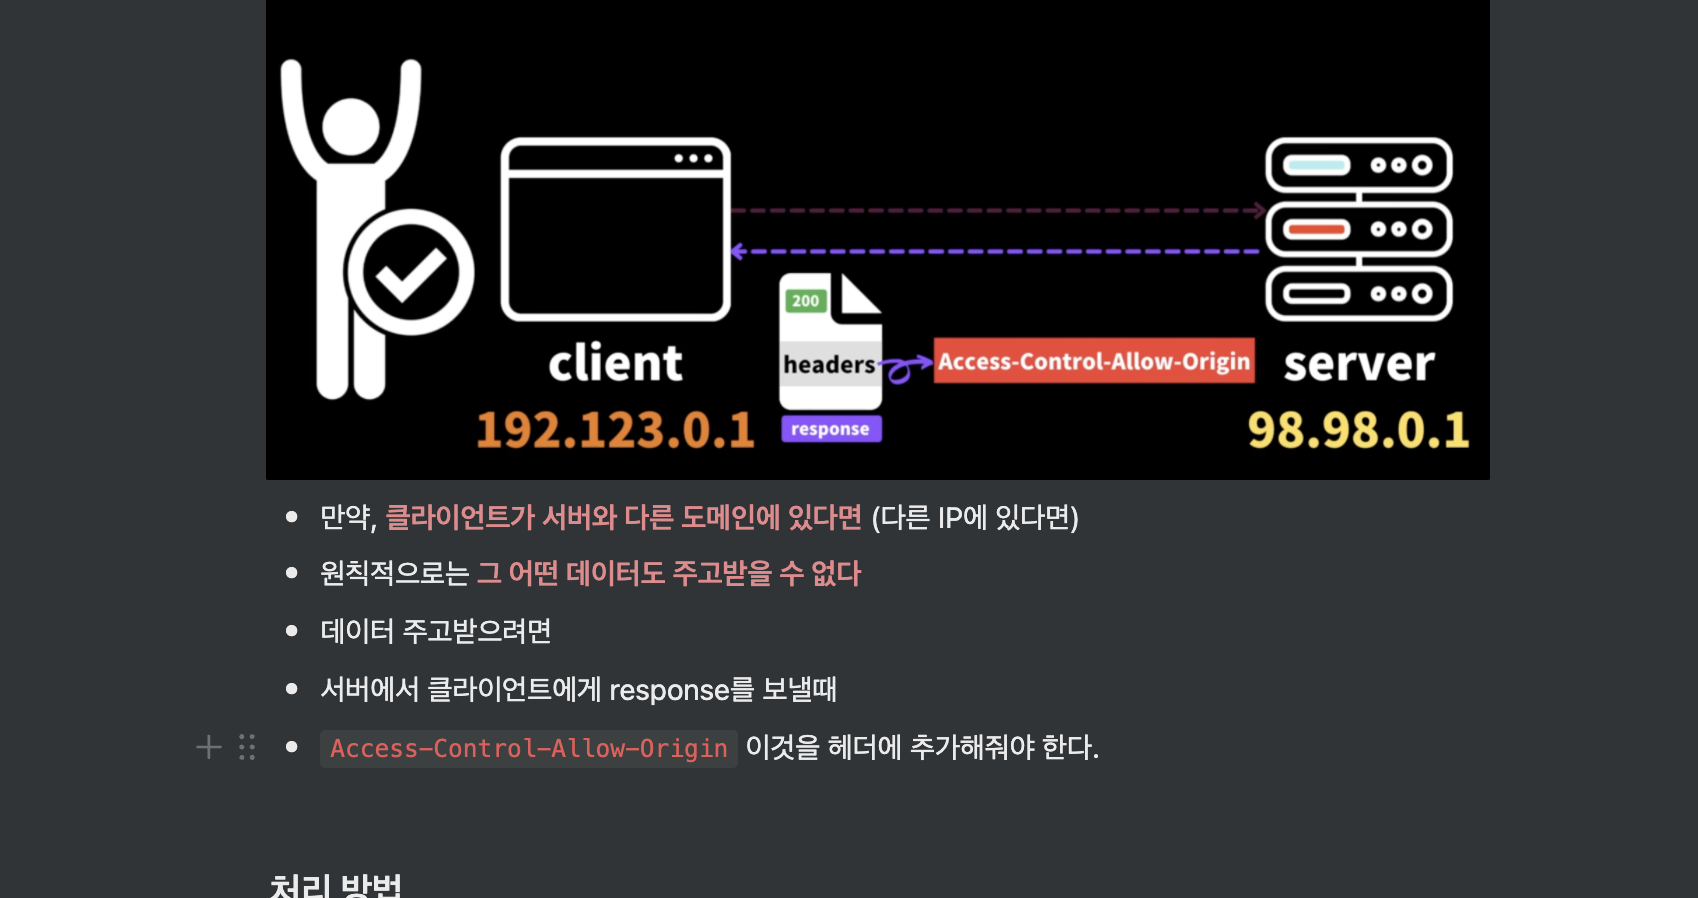 200
headers
Access-Control-Allow-Origin
client
server
192.123.0.1
response
98.98.0.1
만약, 클라이언트가 서버와 다른 도메인에 있다면 (다른 IP에 있다면)
원칙적으로는 그 어떤 데이터도 주고받을 수 없다
데이터 주고받으려면
서버에서 클라이언트에게 response를 보낼때
Access-Control-Allow-Origin 이것을 헤더에 추가해줘야 한다.
처리 방법